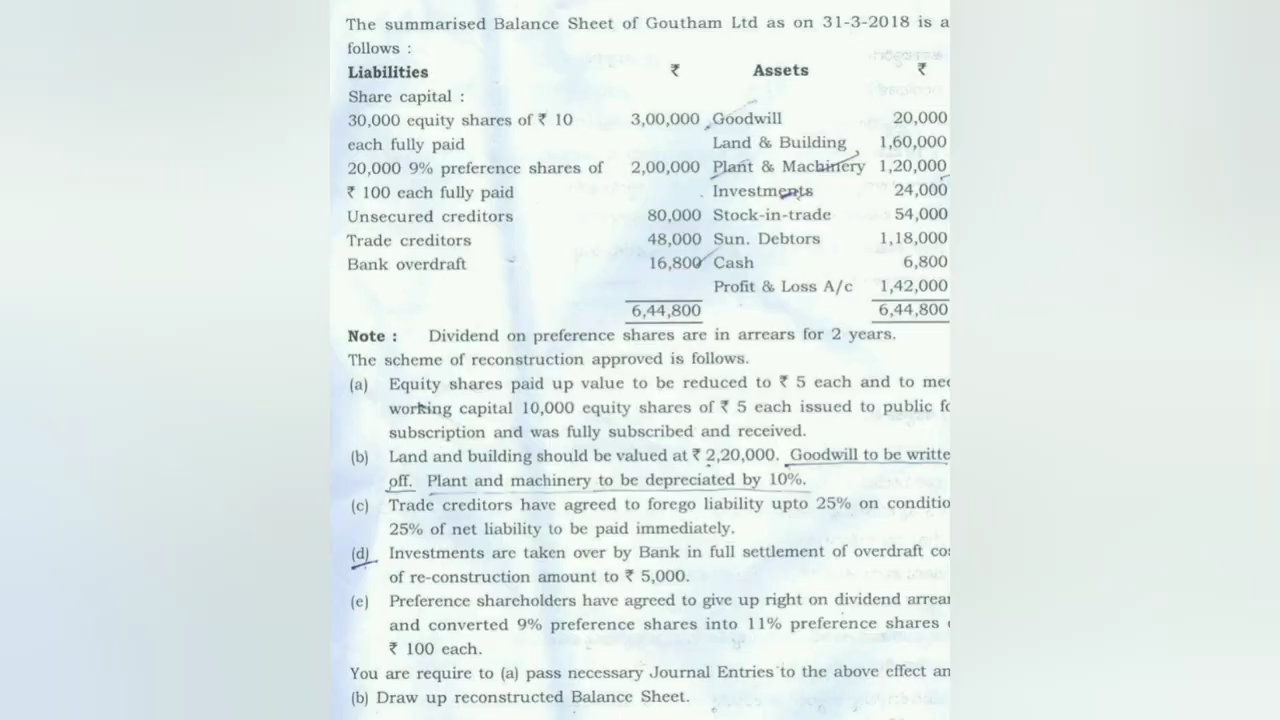 The summarised Balance Sheet of Goutham Ltd as on 31-3-2018 is a
follows :
Liabilities ₹ Assets ₹
Share capital :
30,000 equity shares of ₹ 10 3,00,000 Goodwill 20,000
each fully paid Land & Building 1,60,000
20,000 9% preference shares of 2,00,000 Plant & Machinery 1,20,000
₹ 100 each fully paid Investments 24,000
Unsecured creditors 80,000 Stock-in-trade 54,000
Trade creditors 48,000 Sun. Debtors 1,18,000
Bank overdraft 16,800 Cash 6,800
Profit & Loss A/c 1,42,000
6,44,800 6,44,800
Note : Dividend on preference shares are in arrears for 2 years.
The scheme of reconstruction approved is follows.
(a) Equity shares paid up value to be reduced to ₹ 5 each and to mee
working capital 10,000 equity shares of ₹ 5 each issued to public fo
subscription and was fully subscribed and received.
(b) Land and building should be valued at ₹ 2,20,000. Goodwill to be writte
off. Plant and machinery to be depreciated by 10%.
(c) Trade creditors have agreed to forego liability upto 25% on conditio
25% of net liability to be paid immediately.
(d) Investments are taken over by Bank in full settlement of overdraft cos
of re-construction amount to ₹ 5,000.
(e) Preference shareholders have agreed to give up right on dividend arrear
and converted 9% preference shares into 11% preference shares
₹ 100 each.
You are require to (a) pass necessary Journal Entries to the above effect an
(b) Draw up reconstructed Balance Sheet.